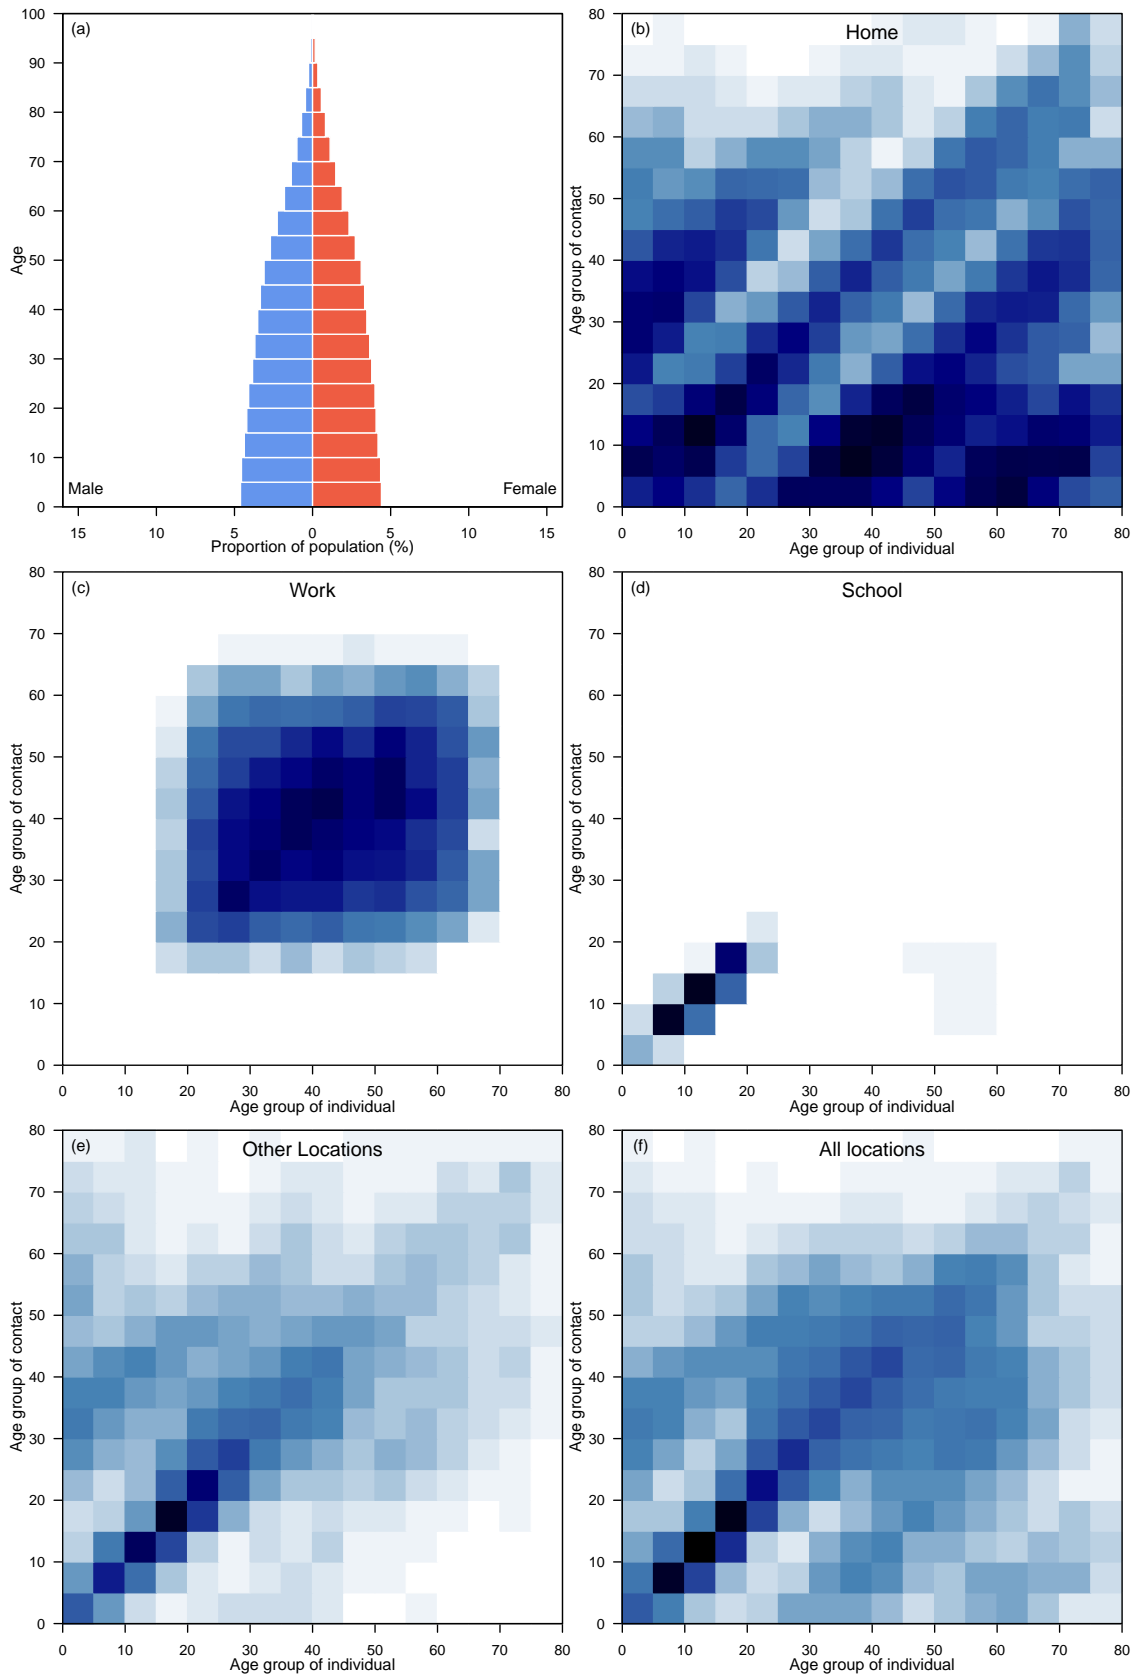 (a)
100
90
80
70
60
50
40
30
20
10
0
Age
Male
Female
15 10 5 0 5 10 15
Proportion of population (%)
(b)
Home
80
70
60
50
40
30
20
10
0
Age group of contact
0 10 20 30 40 50 60 70 80
Age group of individual
(c)
Work
80
70
60
50
40
30
20
10
0
Age group of contact
0 10 20 30 40 50 60 70 80
Age group of individual
(d)
School
80
70
60
50
40
30
20
10
0
Age group of contact
0 10 20 30 40 50 60 70 80
Age group of individual
(e)
Other Locations
80
70
60
50
40
30
20
10
0
Age group of contact
0 10 20 30 40 50 60 70 80
Age group of individual
(f)
All locations
80
70
60
50
40
30
20
10
0
Age group of contact
0 10 20 30 40 50 60 70 80
Age group of individual